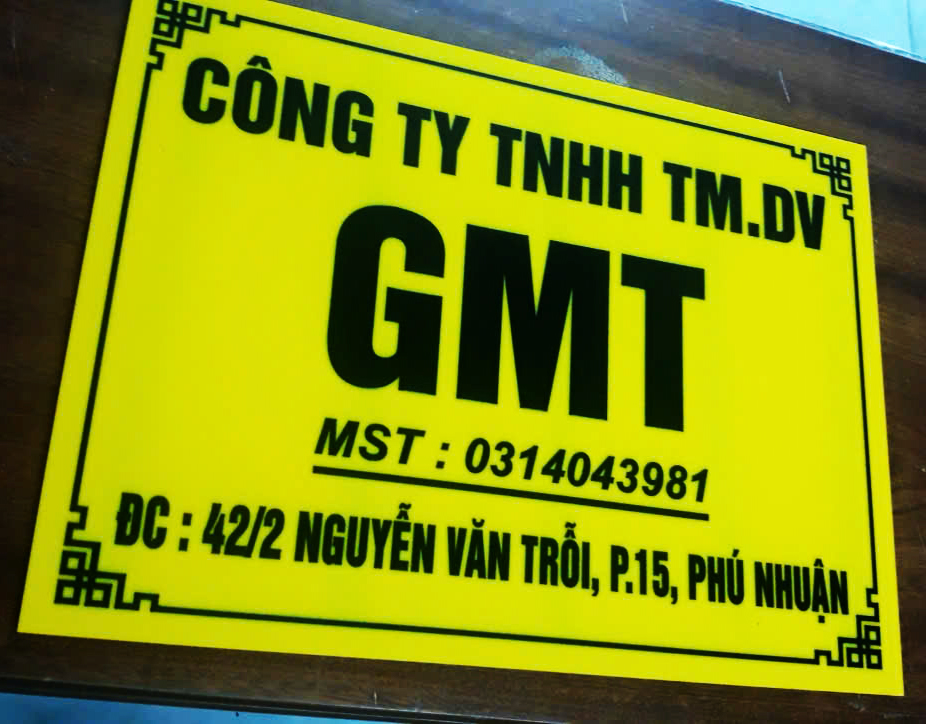 CÔNG TY TNHH TM.DV
GMT
MST : 0314043981
ĐC : 42/2 NGUYỄN VĂN TRỖI, P.15, PHÚ NHUẬN